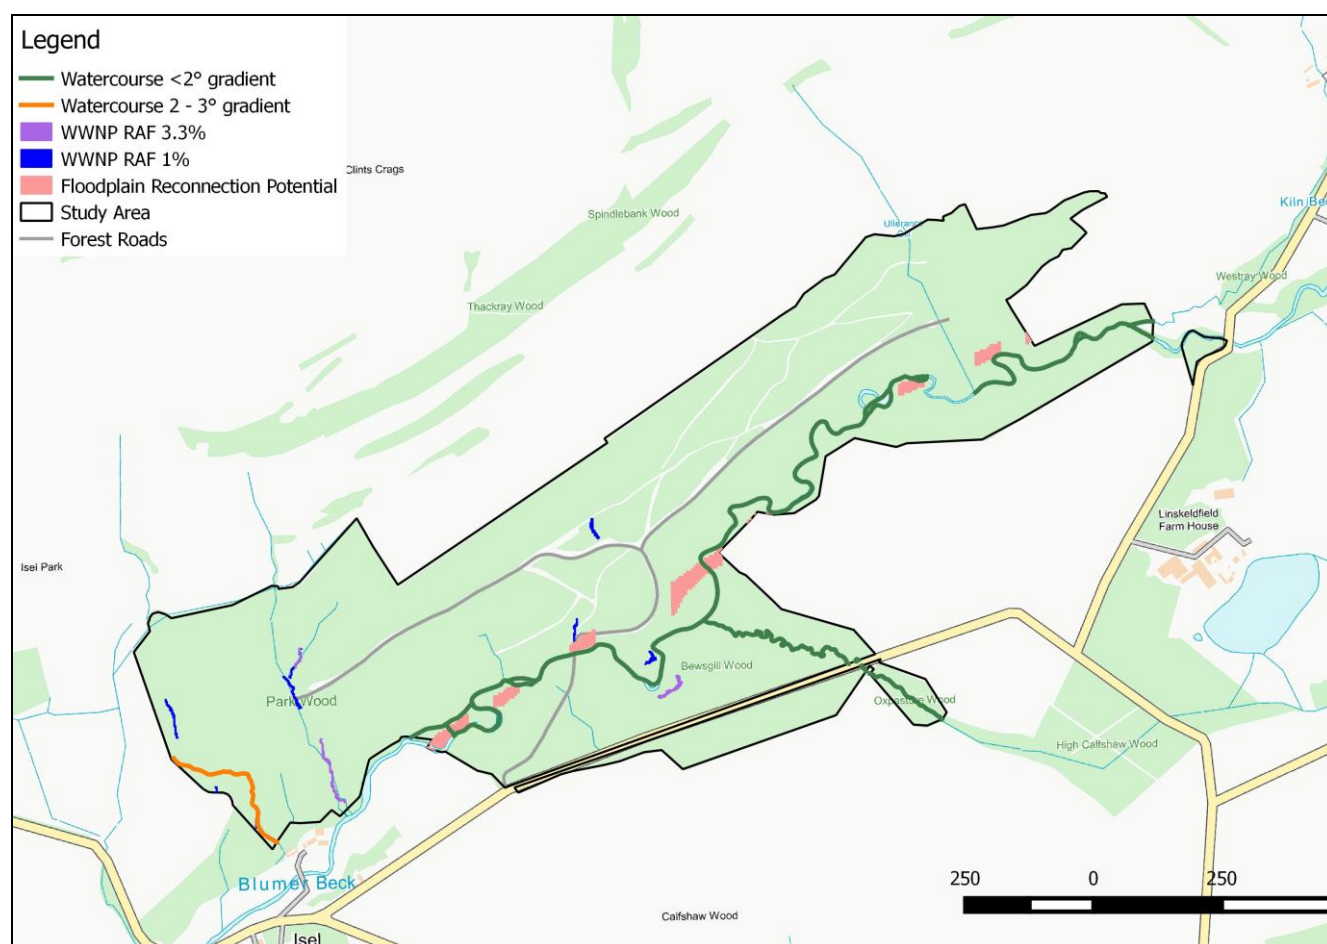 Legend
Watercourse <2° gradient
Watercourse 2 - 3° gradient
WWNP RAF 3.3%
WWNP RAF 1%
Floodplain Reconnection Potential
Study Area
Forest Roads
Clints Crags
Spindlebank Wood
Kiln Be
Westray Wood
Thackray Wood
Linskeldfield
Farm House
Isel Park
Bewsgill Wood
Park Wood
Oxpasture Wood
High Calfshaw Wood
Blumer Beck
250 0 250
Calfshaw Wood
Isel